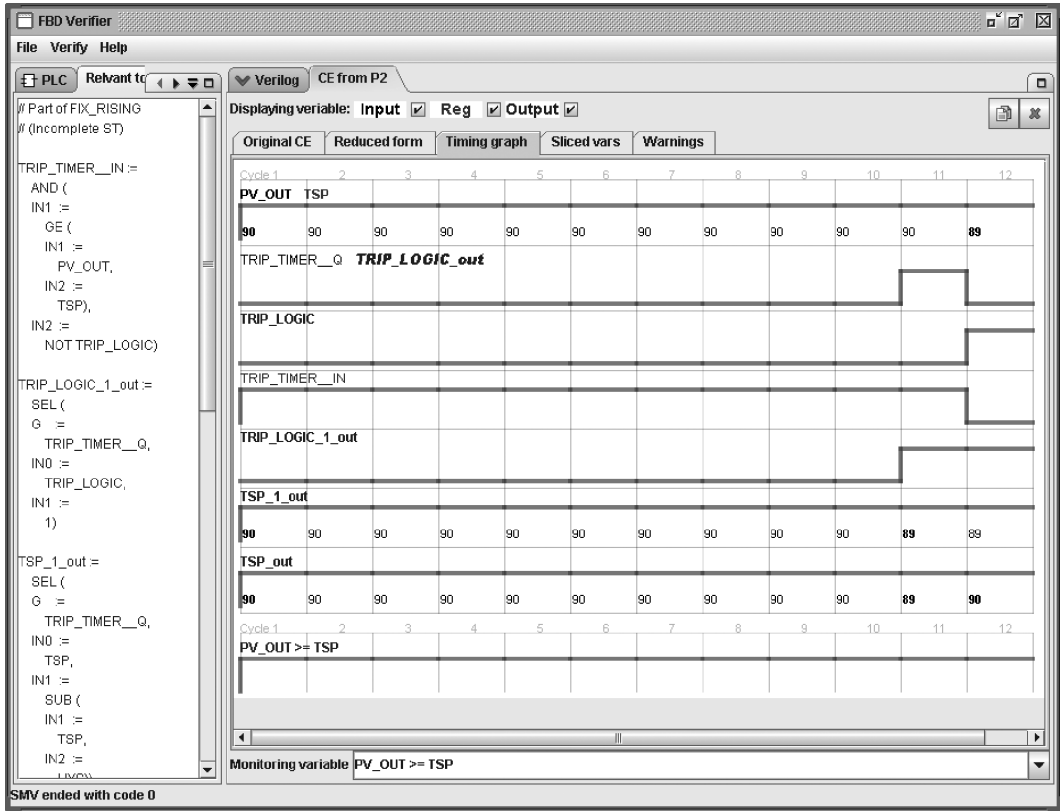 FBD Verifier
File Verify Help
PLC Relvant to
Verilog CE from P2
// Part of FIX_RISING
// (Incomplete ST)
TRIP_TIMER__IN :=
AND (
IN1 :=
GE (
IN1 :=
PV_OUT,
IN2 :=
TSP),
IN2 :=
NOT TRIP_LOGIC)
TRIP_LOGIC_1_out :=
SEL (
G :=
TRIP_TIMER__Q,
IN0 :=
TRIP_LOGIC,
IN1 :=
1)
TSP_1_out :=
SEL (
G :=
TRIP_TIMER__Q,
IN0 :=
TSP,
IN1 :=
SUB (
IN1 :=
TSP,
IN2 :=
Displaying veriable: Input Reg Output
Original CE Reduced form Timing graph Sliced vars Warnings
Cycle 1 2 3 4 5 6 7 8 9 10 11 12
PV_OUT TSP
90 90 90 90 90 90 90 90 90 90 90 89
TRIP_TIMER__Q TRIP_LOGIC_out
TRIP_LOGIC
TRIP_TIMER__IN
TRIP_LOGIC_1_out
TSP_1_out
90 90 90 90 90 90 90 90 90 90 89 89
TSP_out
90 90 90 90 90 90 90 90 90 90 89 90
Cycle 1 2 3 4 5 6 7 8 9 10 11 12
PV_OUT >= TSP
Monitoring variable PV_OUT >= TSP
SMV ended with code 0